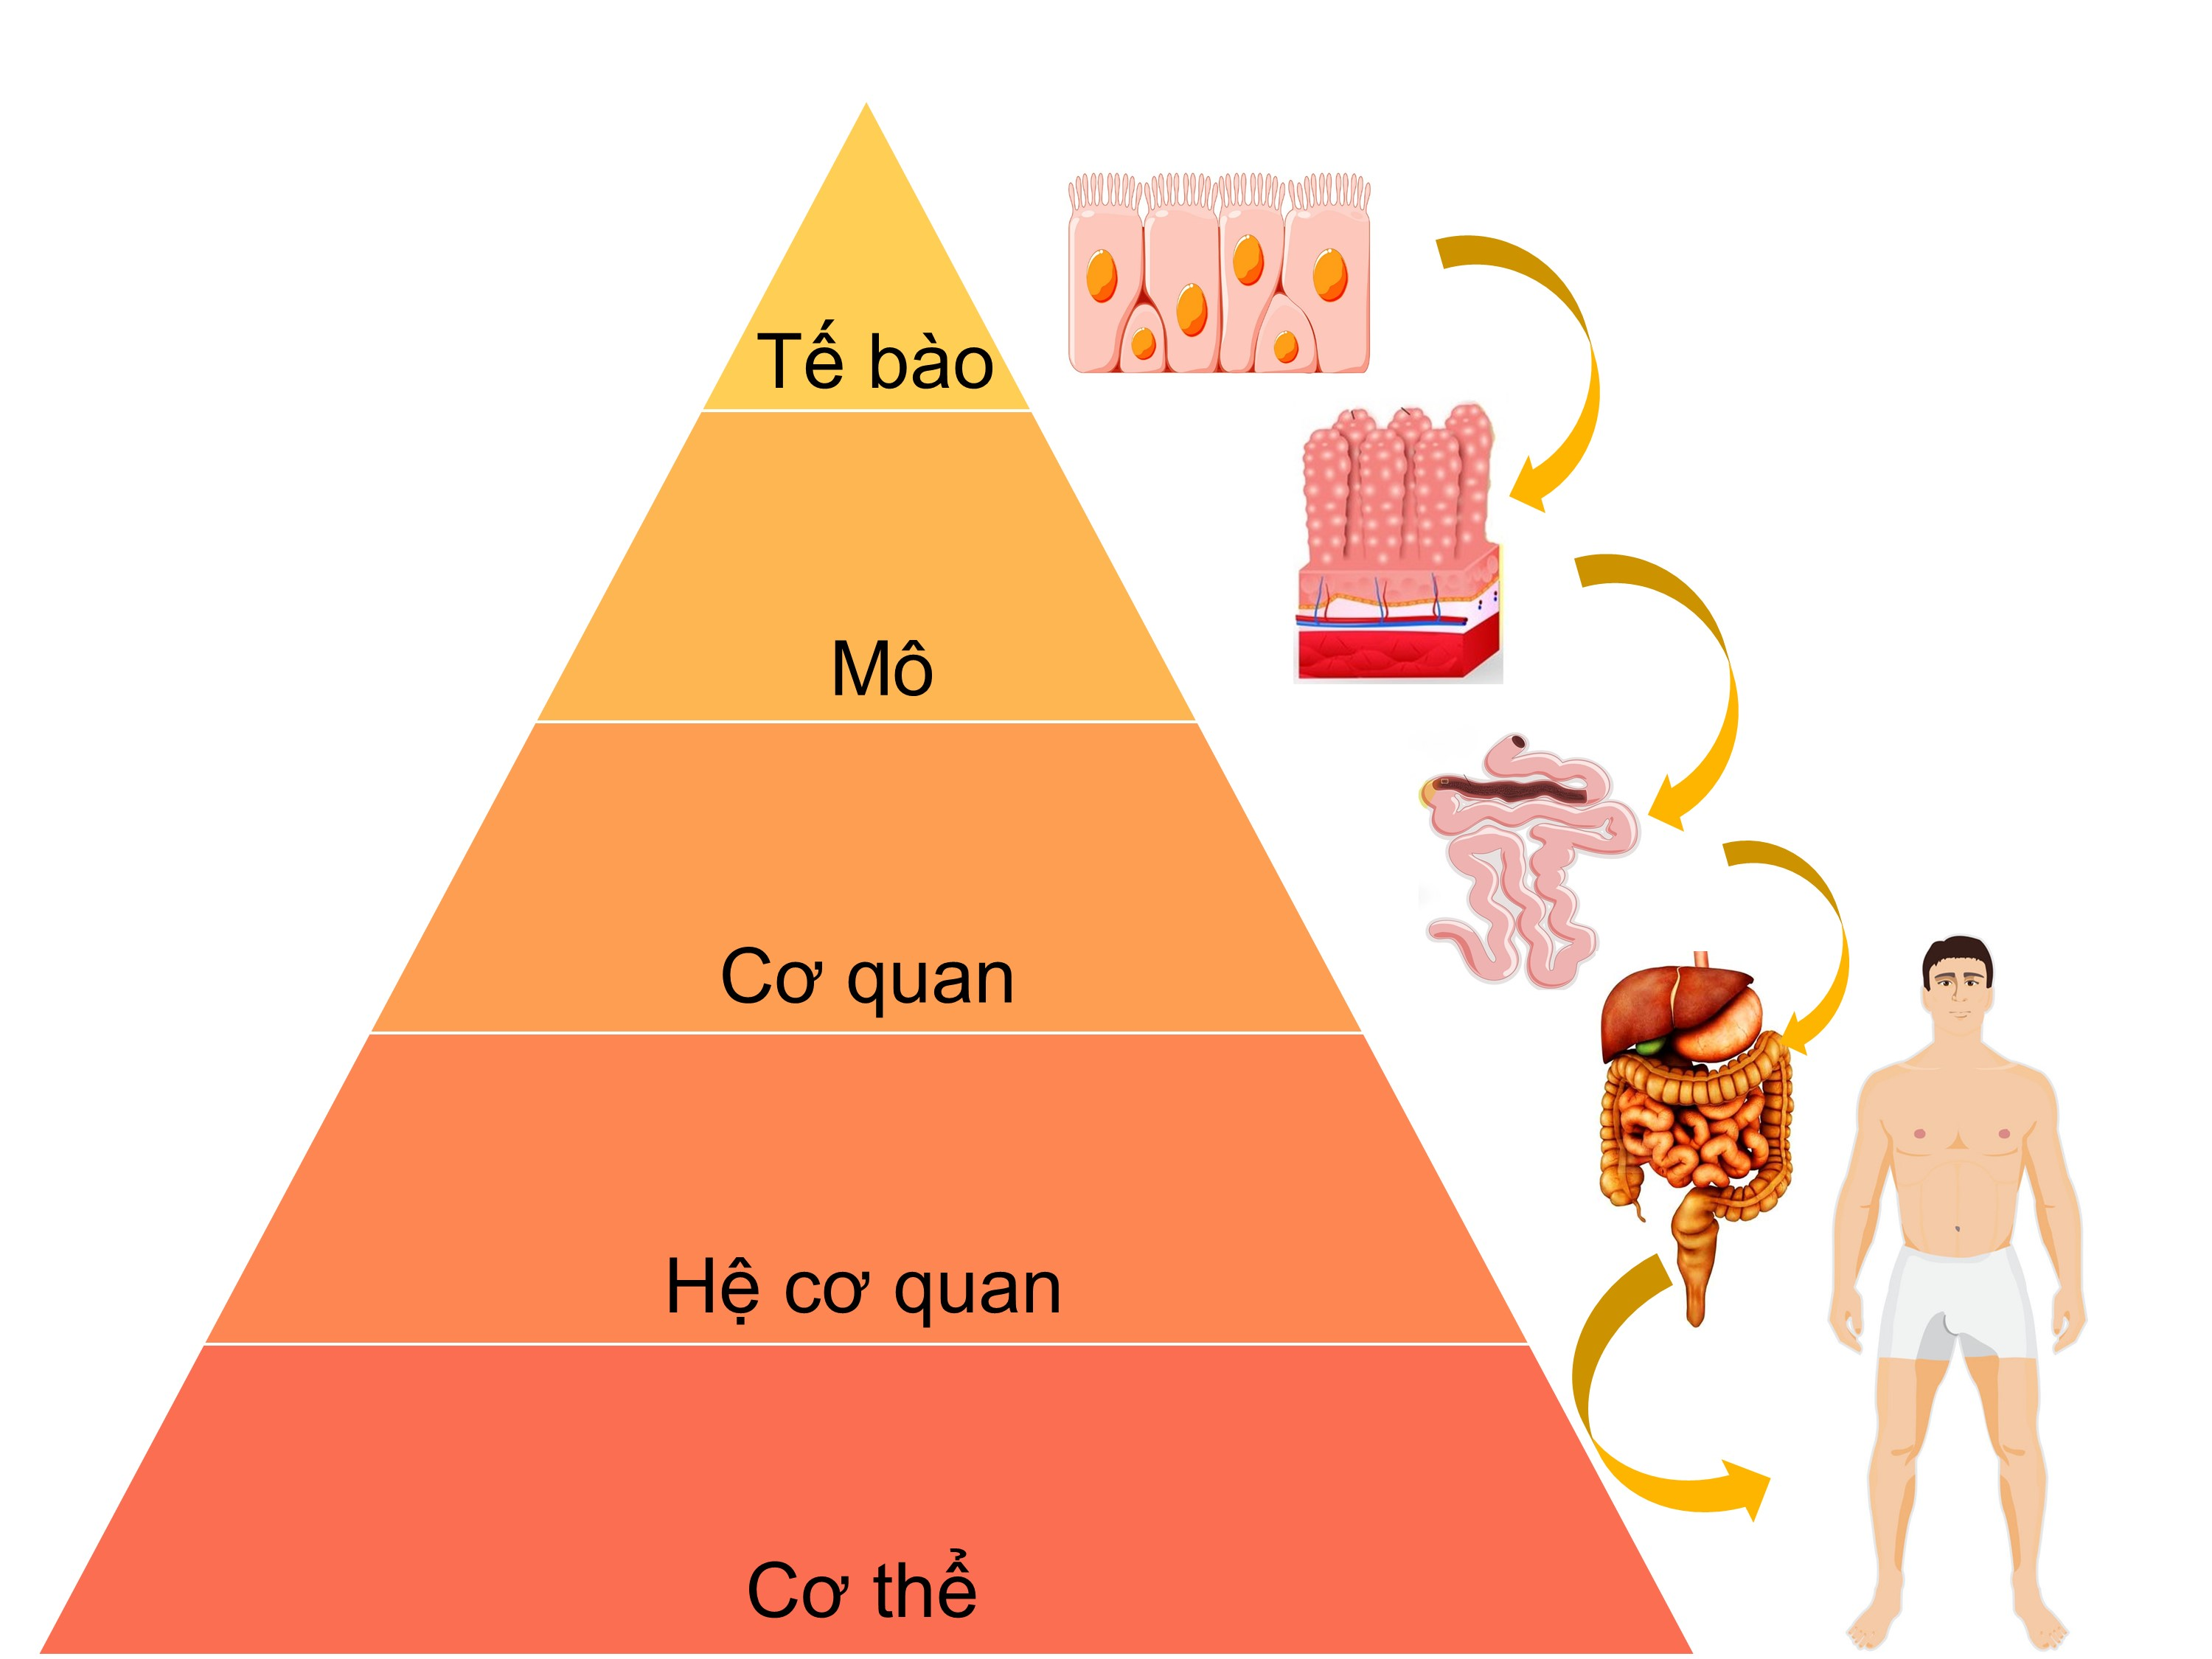 Tế bào
Mô
Cơ quan
Hệ cơ quan
Cơ thể